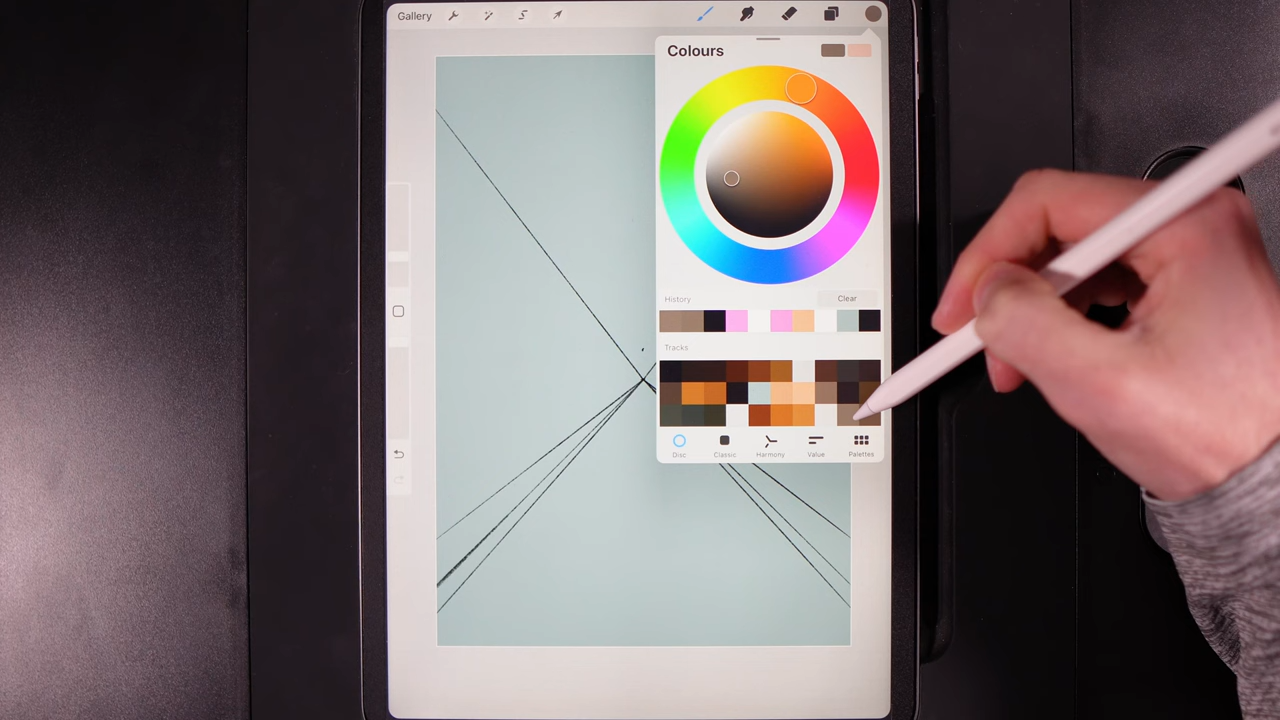 Gallery
Colours
History
Clear
Tracks
Disc
Classic
Harmony
Value
Palettes